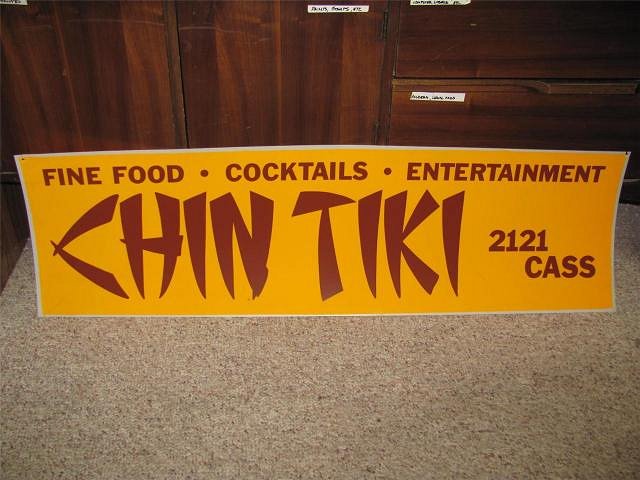 FINE FOOD • COCKTAILS • ENTERTAINMENT
CHIN TIKI
2121
CASS